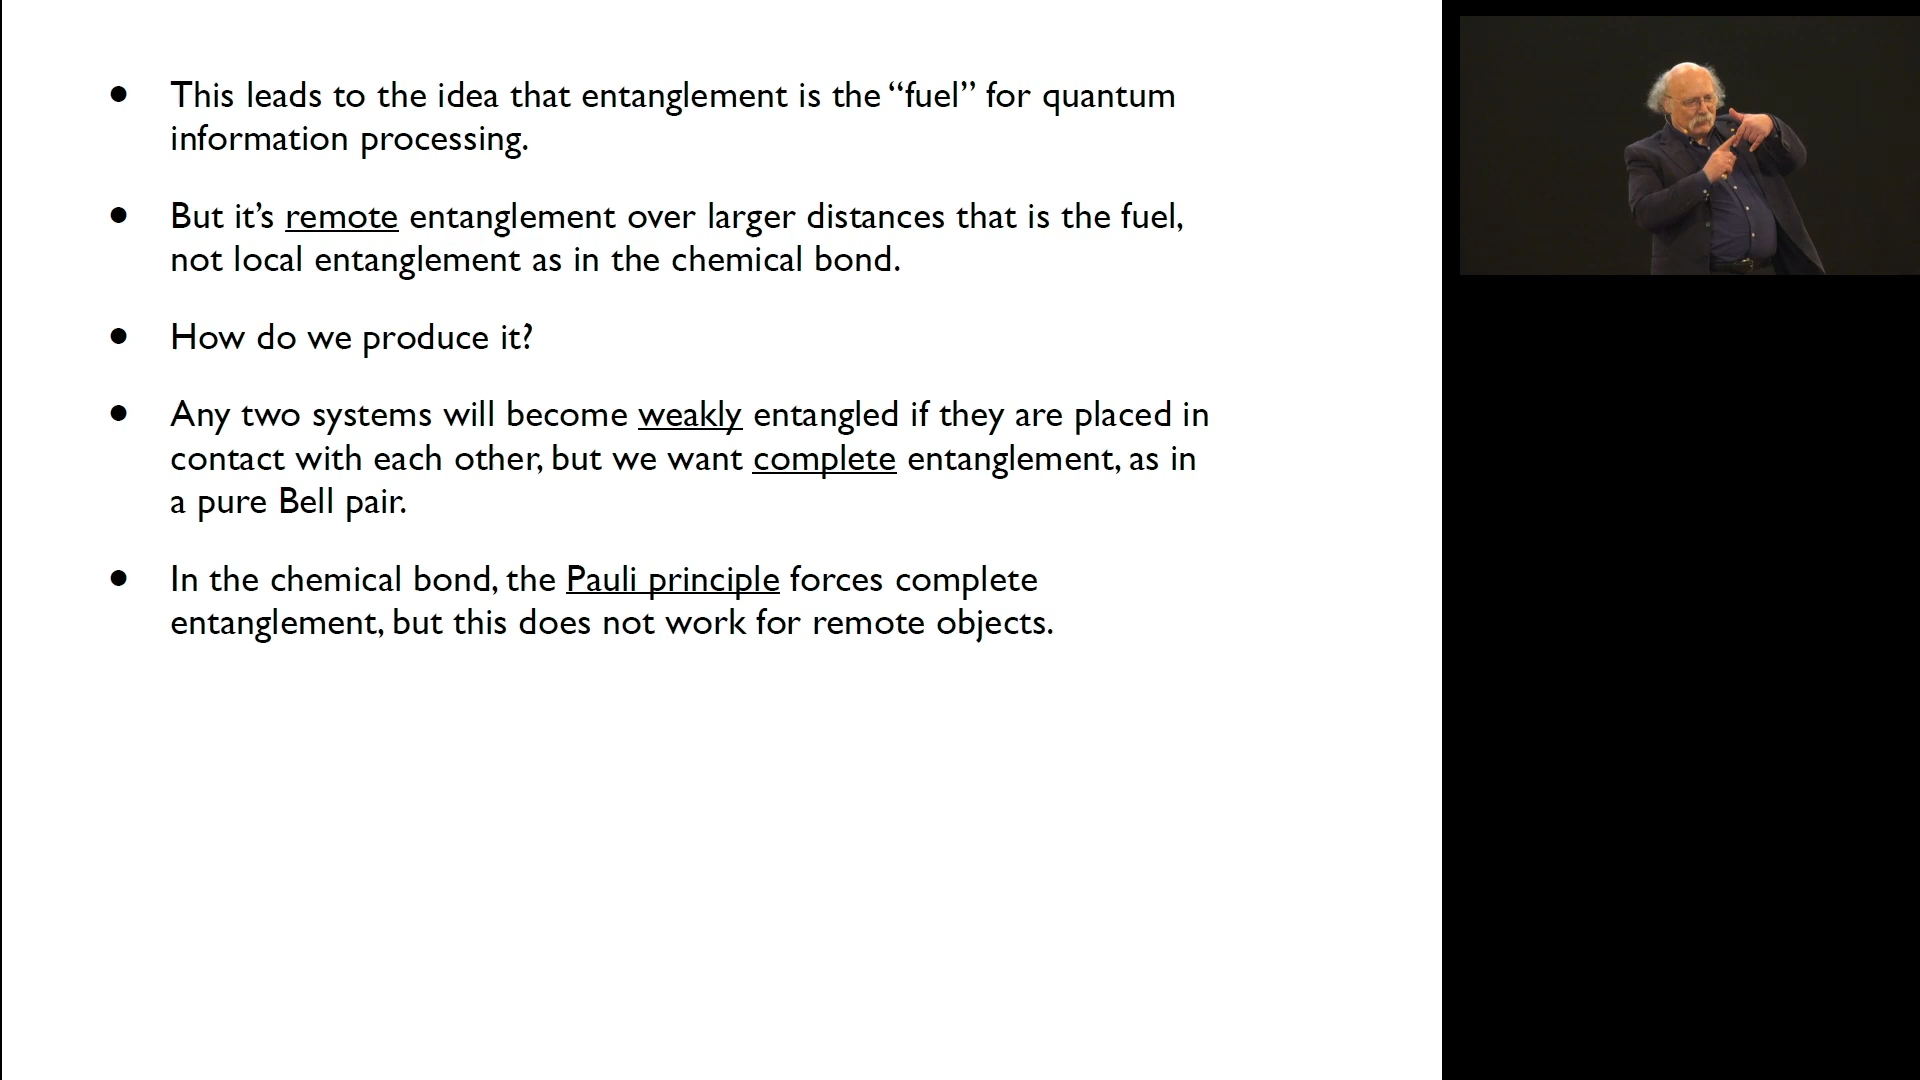 • This leads to the idea that entanglement is the “fuel” for quantum
information processing.
• But it’s remote entanglement over larger distances that is the fuel,
not local entanglement as in the chemical bond.
• How do we produce it?
• Any two systems will become weakly entangled if they are placed in
contact with each other, but we want complete entanglement, as in
a pure Bell pair.
• In the chemical bond, the Pauli principle forces complete
entanglement, but this does not work for remote objects.